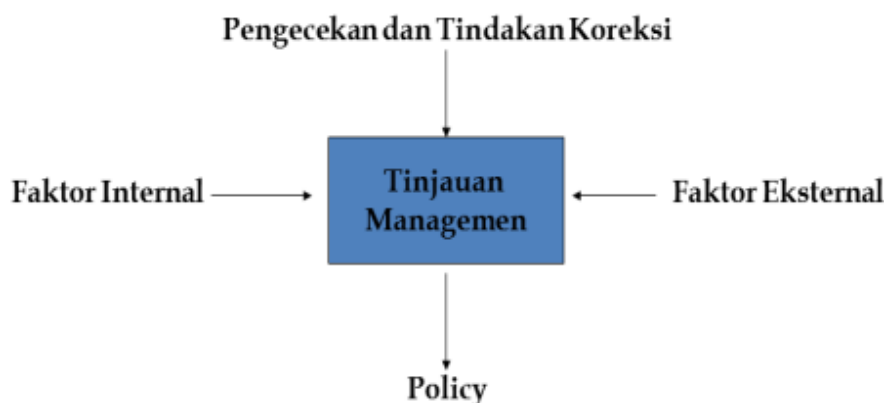 Pengecekan dan Tindakan Koreksi
Faktor Internal
Tinjauan
Managemen
Faktor Eksternal
Policy